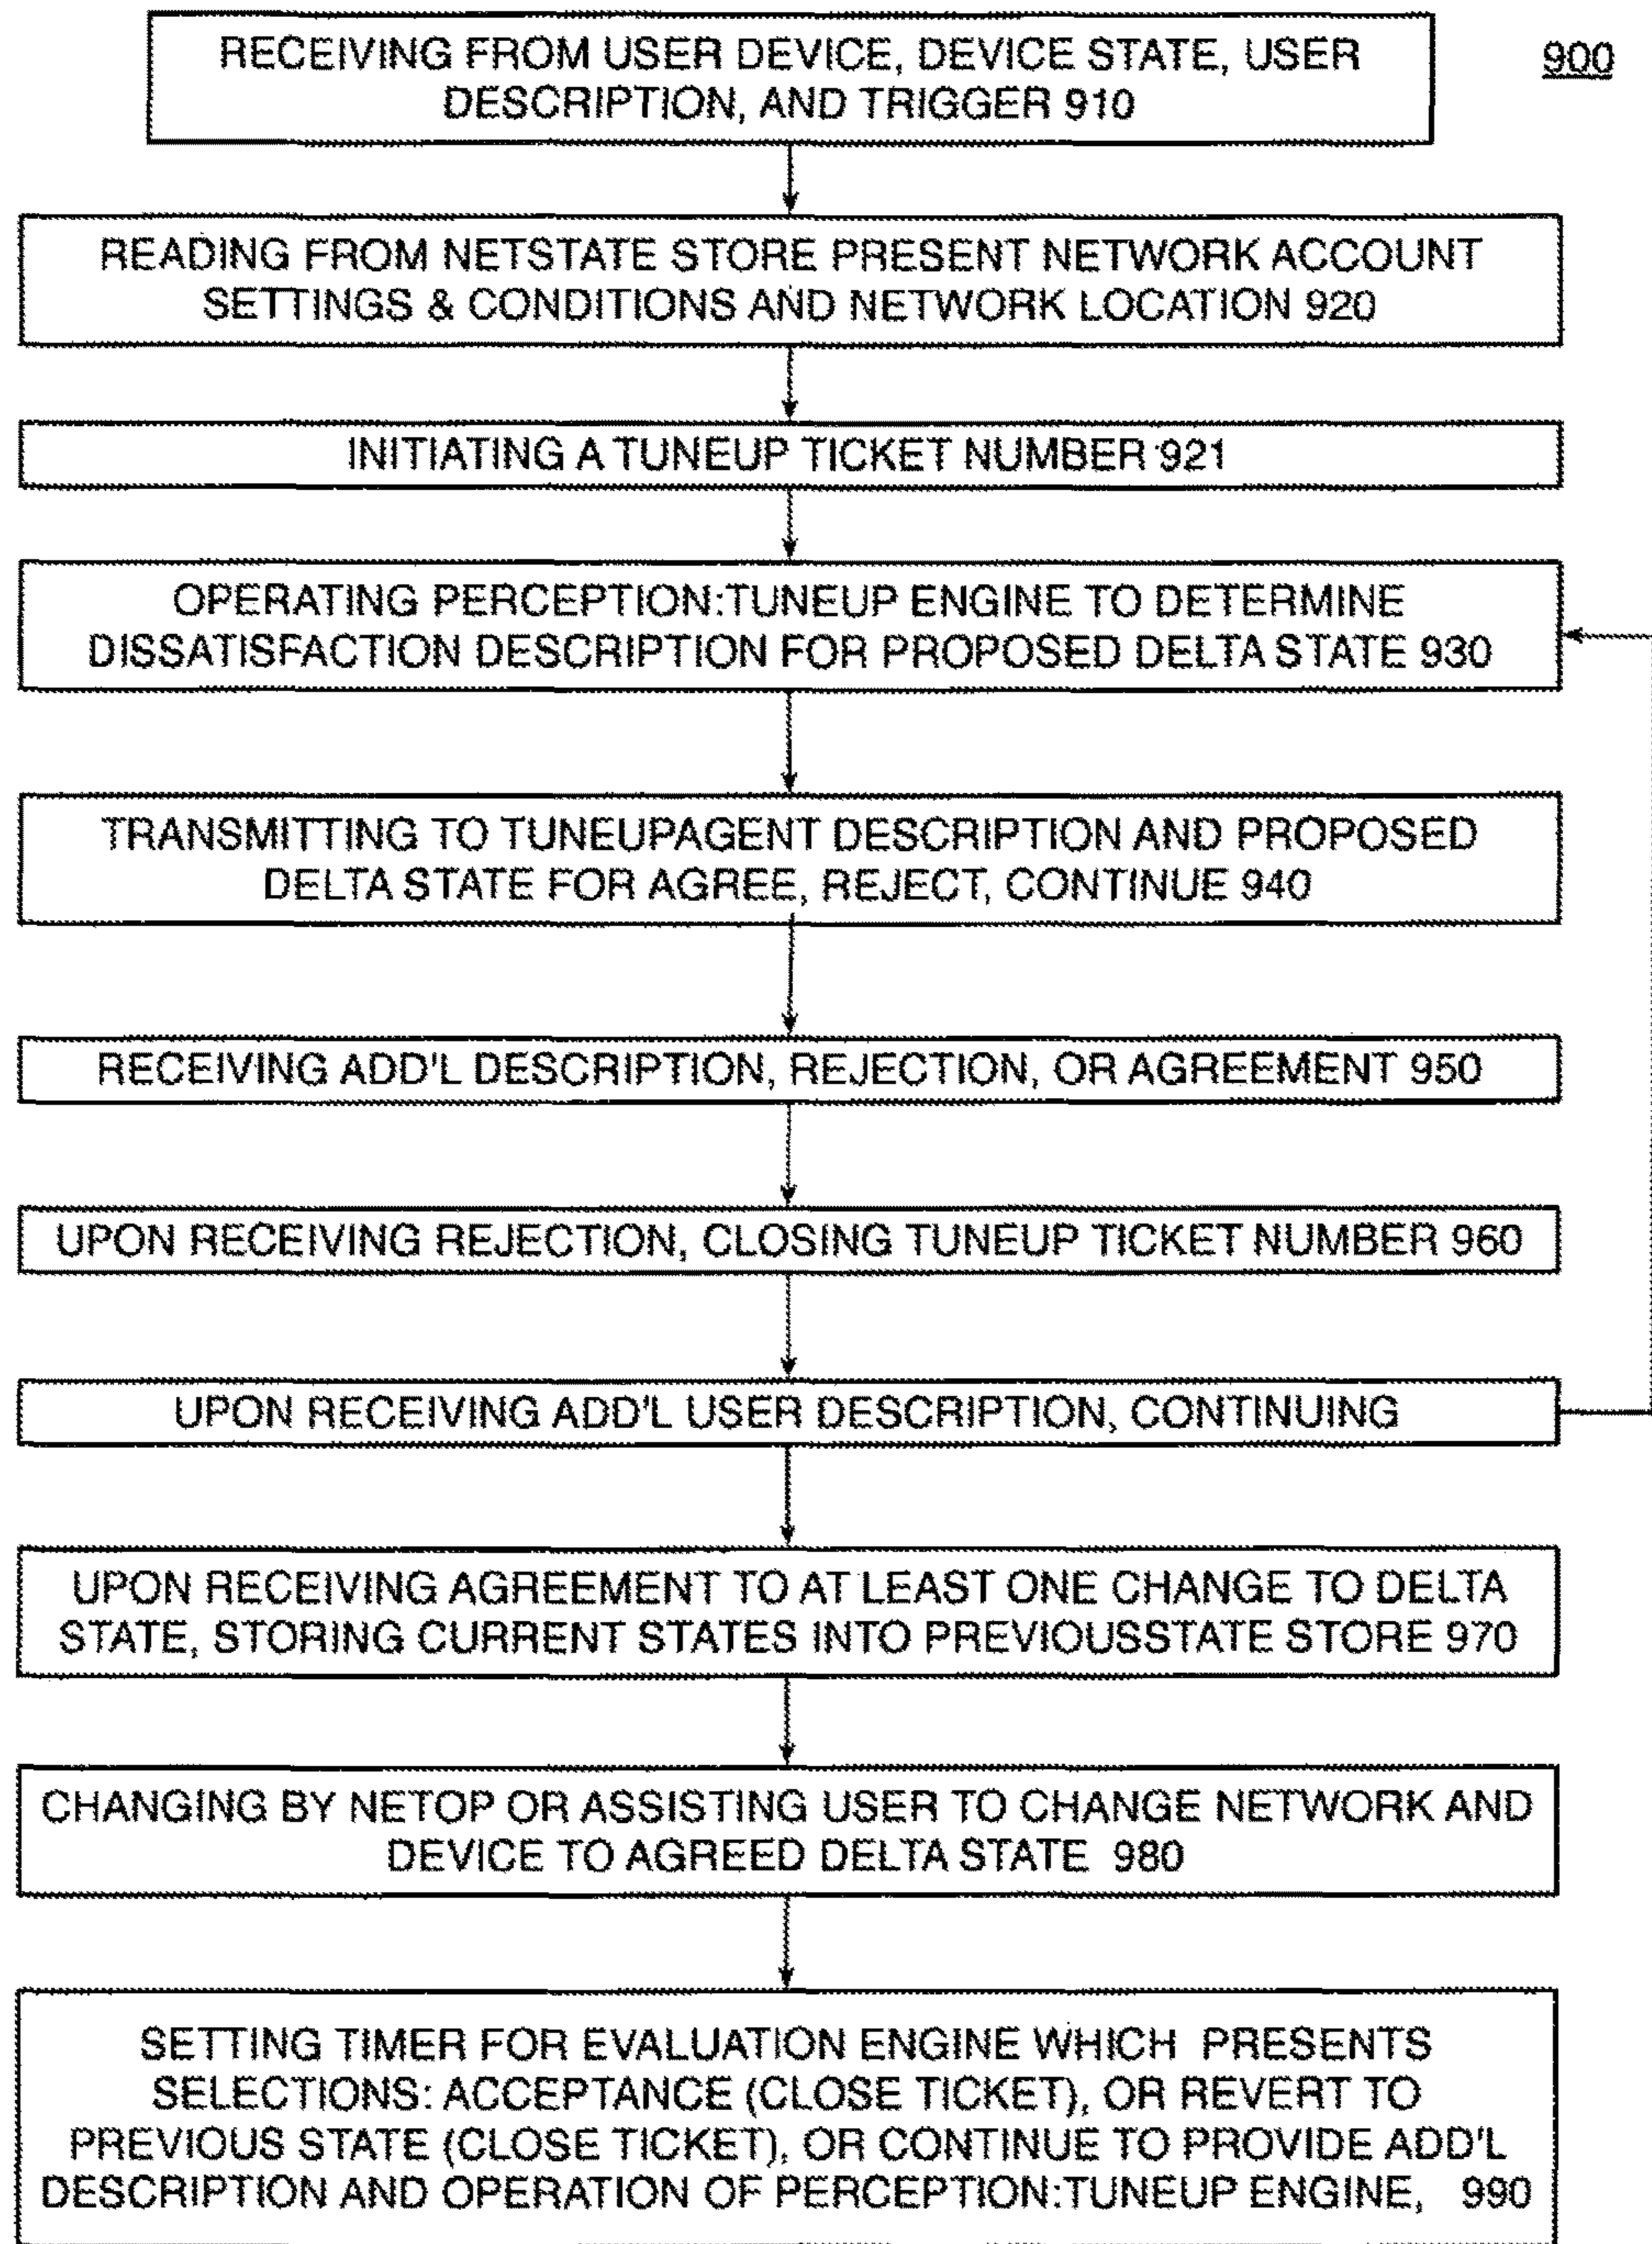 RECEIVING FROM USER DEVICE, DEVICE STATE, USER
DESCRIPTION, AND TRIGGER 910
900
READING FROM NETSTATE STORE PRESENT NETWORK ACCOUNT
SETTINGS & CONDITIONS AND NETWORK LOCATION 920
INITIATING A TUNEUP TICKET NUMBER 921
OPERATING PERCEPTION:TUNEUP ENGINE TO DETERMINE
DISSATISFACTION DESCRIPTION FOR PROPOSED DELTA STATE 930
TRANSMITTING TO TUNEUPAGENT DESCRIPTION AND PROPOSED
DELTA STATE FOR AGREE, REJECT, CONTINUE 940
RECEIVING ADD'L DESCRIPTION, REJECTION, OR AGREEMENT 950
UPON RECEIVING REJECTION, CLOSING TUNEUP TICKET NUMBER 960
UPON RECEIVING ADD'L USER DESCRIPTION, CONTINUING
UPON RECEIVING AGREEMENT TO AT LEAST ONE CHANGE TO DELTA
STATE, STORING CURRENT STATES INTO PREVIOUSSTATE STORE 970
CHANGING BY NETOP OR ASSISTING USER TO CHANGE NETWORK AND
DEVICE TO AGREED DELTA STATE 980
SETTING TIMER FOR EVALUATION ENGINE WHICH PRESENTS
SELECTIONS: ACCEPTANCE (CLOSE TICKET), OR REVERT TO
PREVIOUS STATE (CLOSE TICKET), OR CONTINUE TO PROVIDE ADD'L
DESCRIPTION AND OPERATION OF PERCEPTION:TUNEUP ENGINE, 990